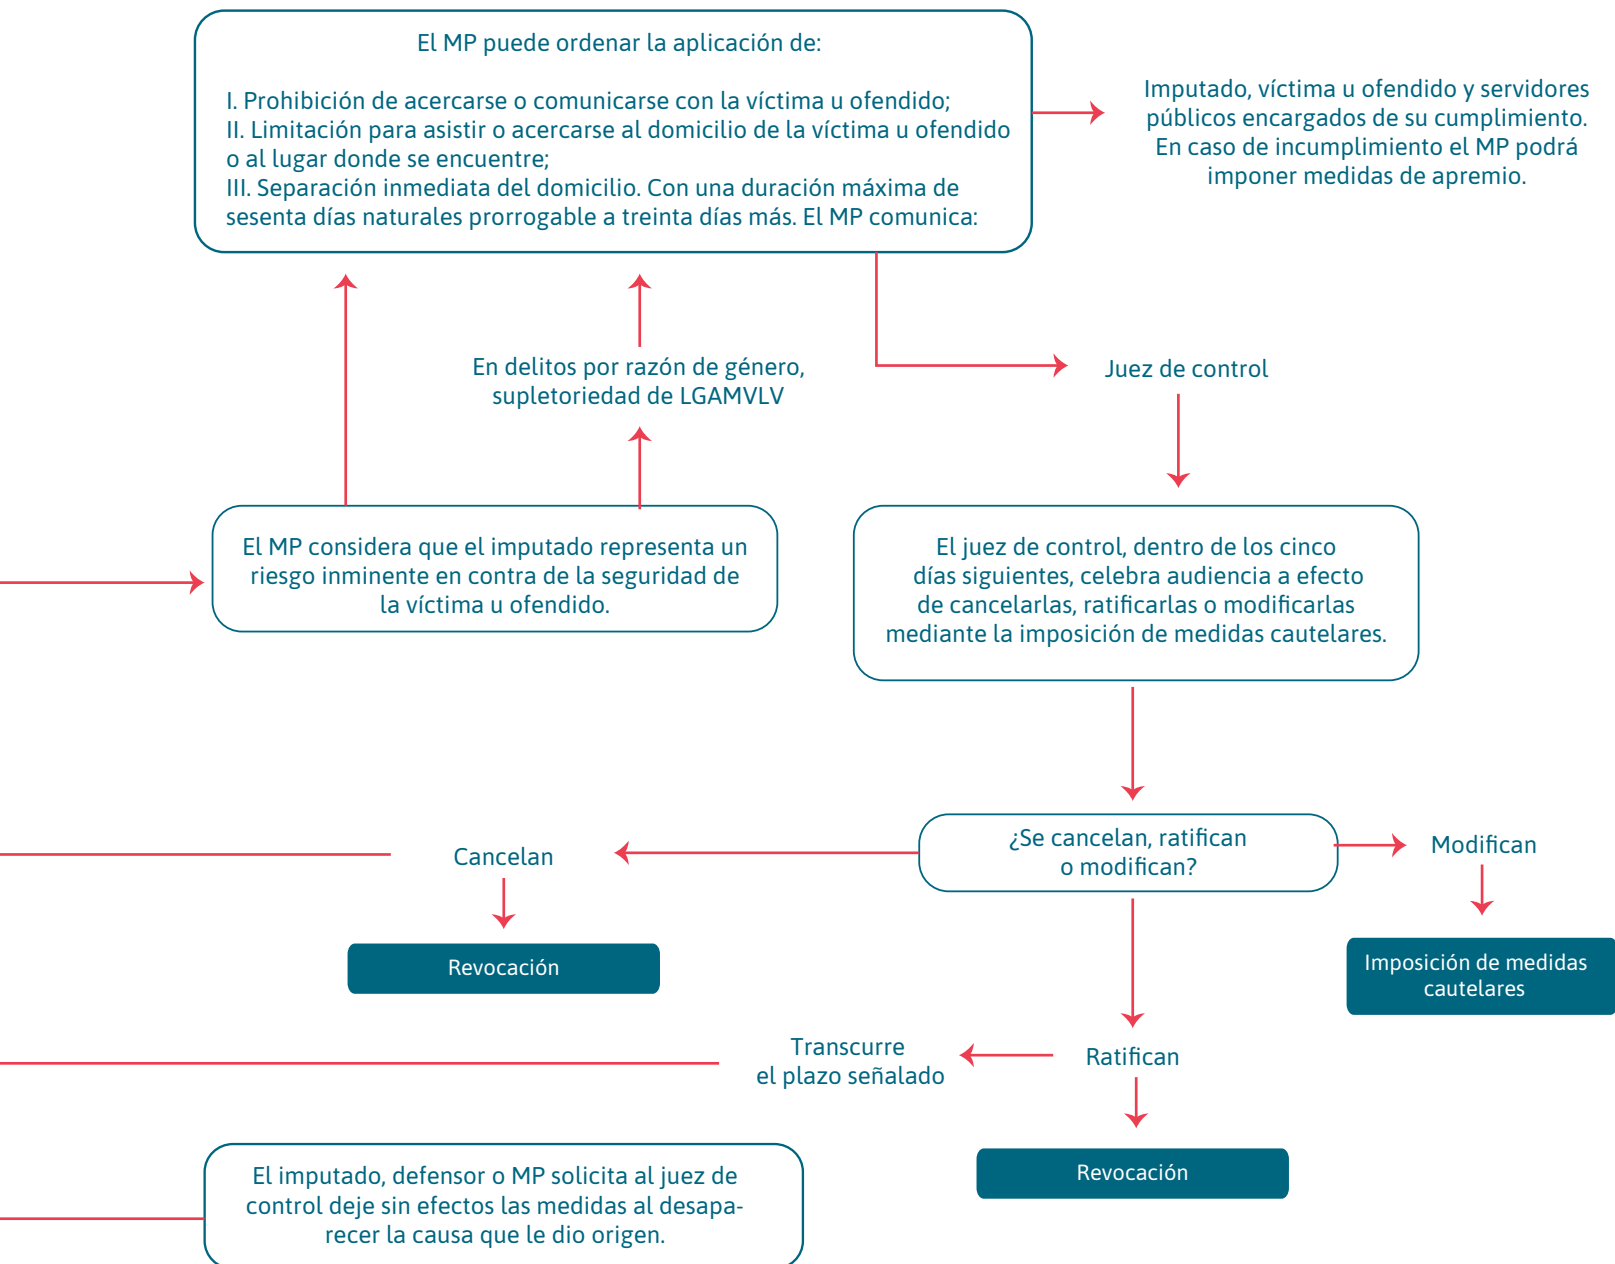 El MP puede ordenar la aplicación de:
I. Prohibición de acercarse o comunicarse con la víctima u ofendido;
II. Limitación para asistir o acercarse al domicilio de la víctima u ofendido
o al lugar donde se encuentre;
III. Separación inmediata del domicilio. Con una duración máxima de
sesenta días naturales prorrogable a treinta días más. El MP comunica:
Imputado, víctima u ofendido y servidores
públicos encargados de su cumplimiento.
En caso de incumplimiento el MP podrá
imponer medidas de apremio.
En delitos por razón de género,
supletoriedad de LGAMVLV
Juez de control
El MP considera que el imputado representa un
riesgo inminente en contra de la seguridad de
la víctima u ofendido.
El juez de control, dentro de los cinco
días siguientes, celebra audiencia a efecto
de cancelarlas, ratificarlas o modificarlas
mediante la imposición de medidas cautelares.
¿Se cancelan, ratifican
o modifican?
Cancelan
Modifican
Revocación
Imposición de medidas
cautelares
Transcurre
el plazo señalado
Ratifican
Revocación
El imputado, defensor o MP solicita al juez de
control deje sin efectos las medidas al desapa-
recer la causa que le dio origen.